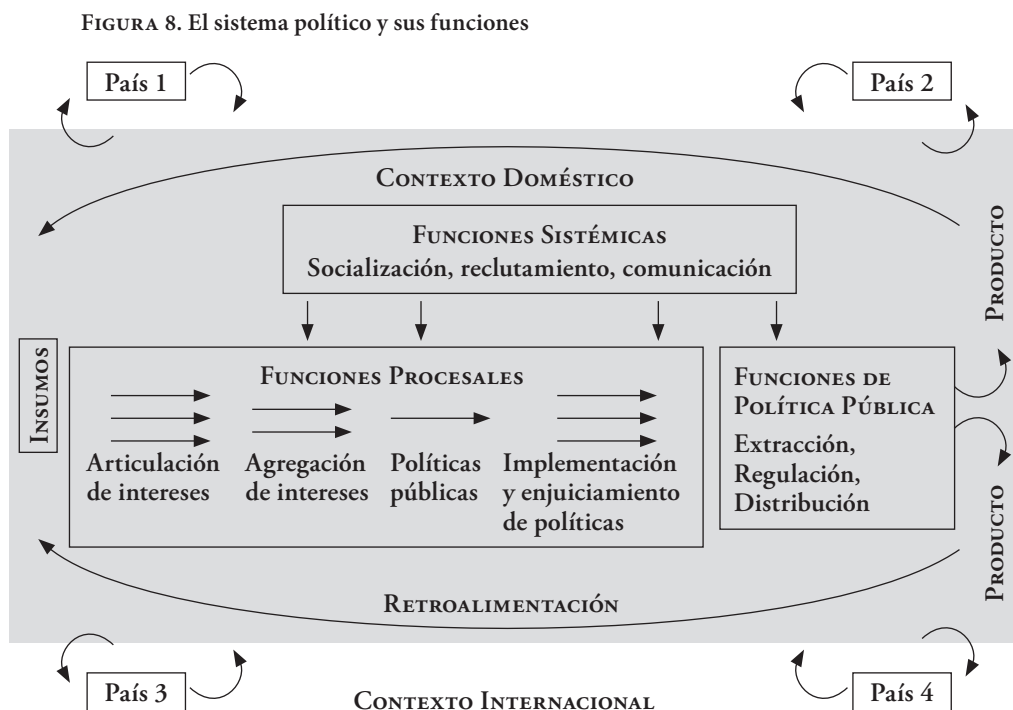 Figura 8. El sistema político y sus funciones
País 1
País 2
Contexto Doméstico
Funciones Sistémicas
Socialización, reclutamiento, comunicación
Producto
Insumos
Funciones Procesales
Articulación
de intereses
Agregación
de intereses
Políticas
públicas
Implementación
y enjuiciamiento
de políticas
Funciones de
Política Pública
Extracción,
Regulación,
Distribución
Producto
Retroalimentación
País 3
Contexto Internacional
País 4